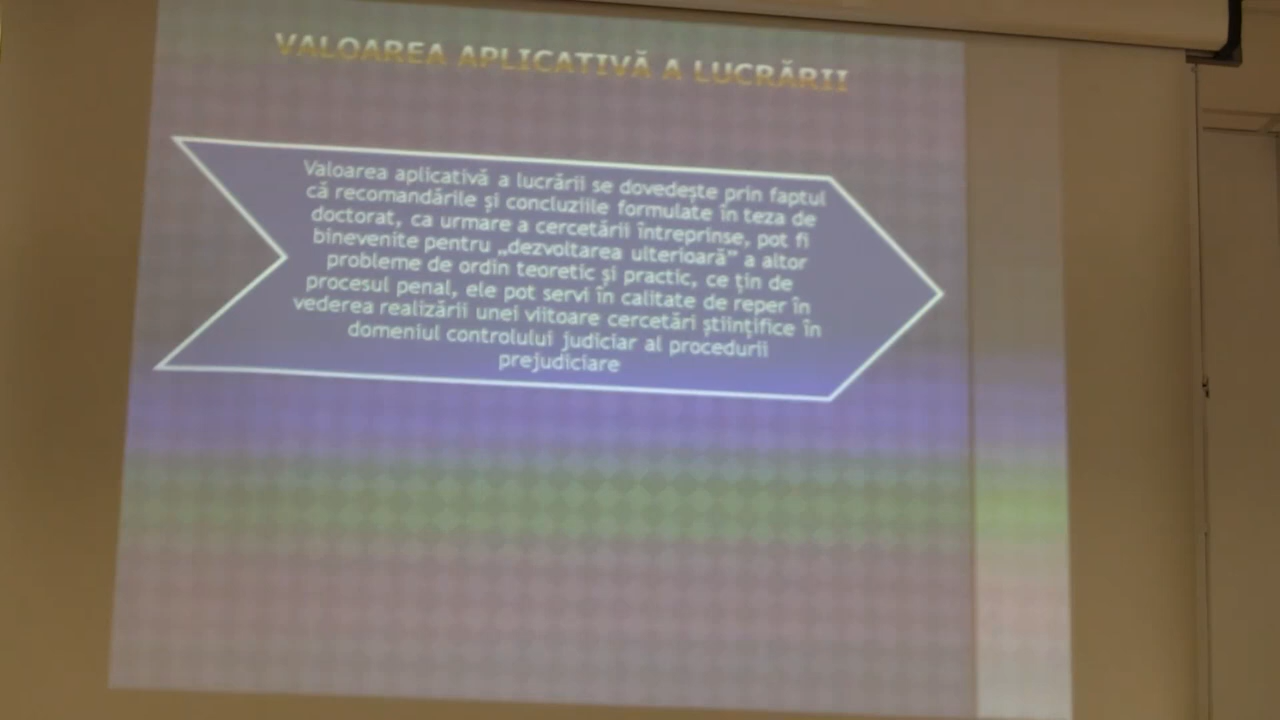 VALOAREA APLICATIVĂ A LUCRĂRII
Valoarea aplicativă a lucrării se dovedește prin faptul
că recomandările și concluziile formulate în teza de
doctorat, ca urmare a cercetării întreprinse, pot fi
binevenite pentru „dezvoltarea ulterioară” a altor
probleme de ordin teoretic și practic, ce țin de
procesul penal, ele pot servi în calitate de reper în
vederea realizării unei viitoare cercetări științifice în
domeniul controlului judiciar al procedurii
prejudiciare